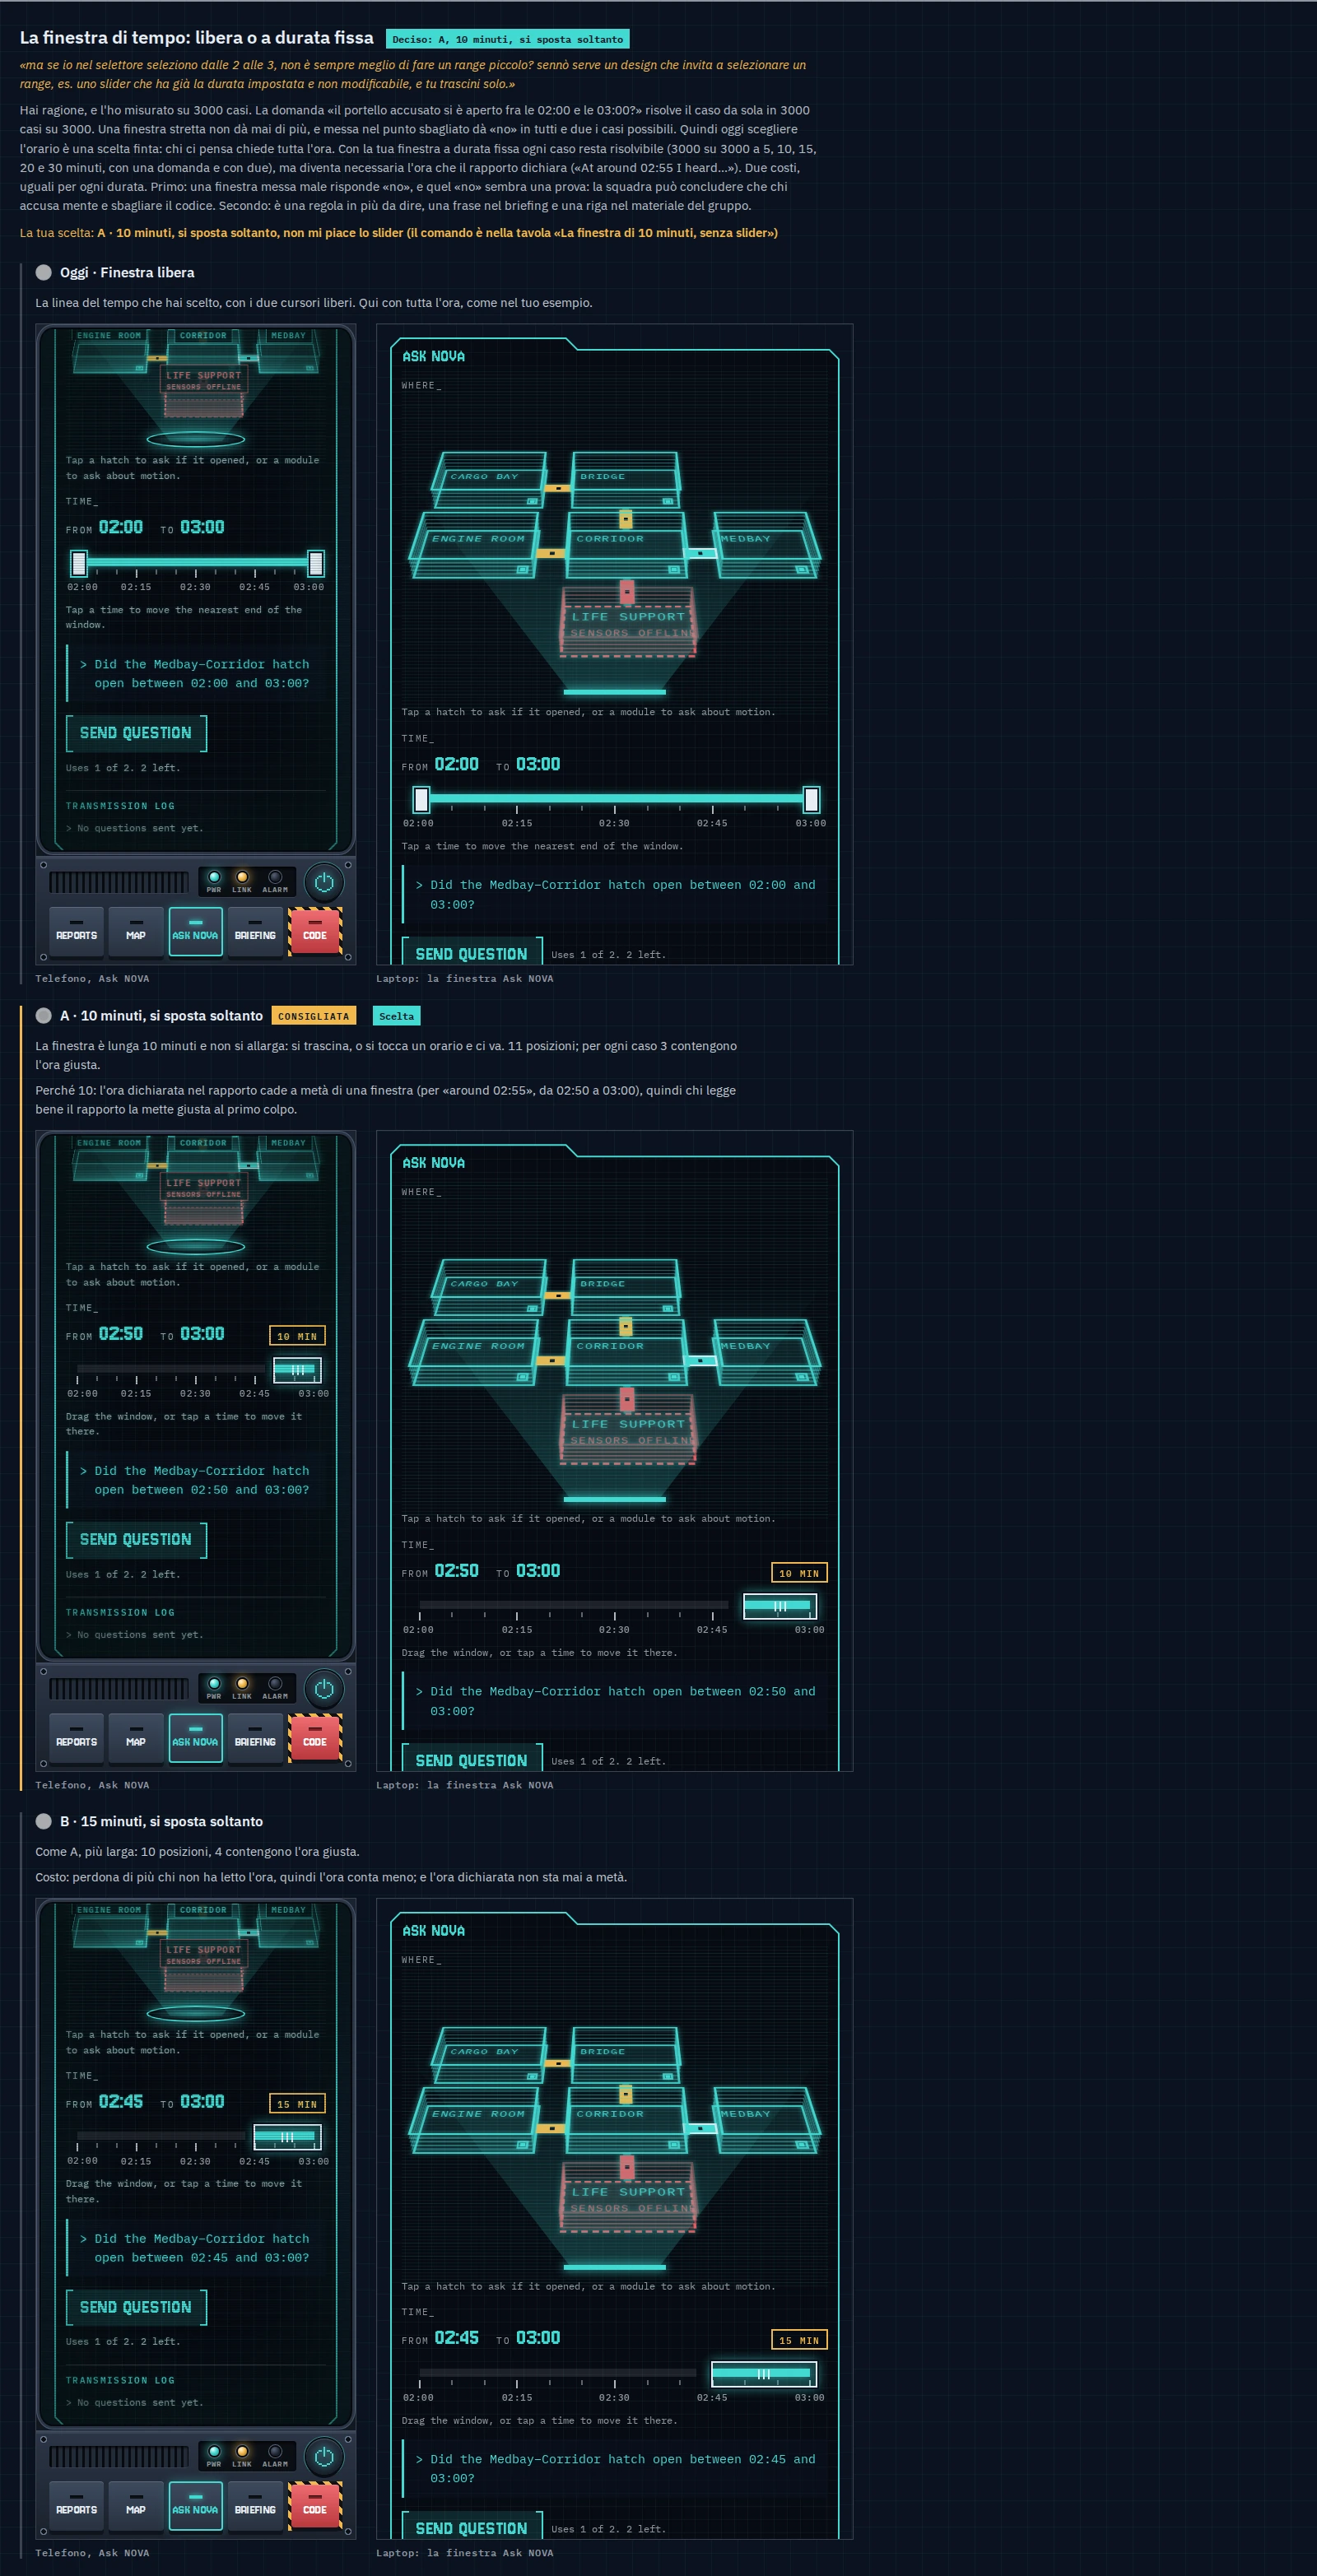 La finestra di tempo: libera o a durata fissa
Deciso: A, 10 minuti, si sposta soltanto
«ma se io nel selettore seleziono dalle 2 alle 3, non è sempre meglio di fare un range piccolo? sennò serve un design che invita a selezionare un
range, es. uno slider che ha già la durata impostata e non modificabile, e tu trascini solo.»
Hai ragione, e l'ho misurato su 3000 casi. La domanda «il portello accusato si è aperto fra le 02:00 e le 03:00?» risolve il caso da sola in 3000
casi su 3000. Una finestra stretta non dà mai di più, e messa nel punto sbagliato dà «no» in tutti e due i casi possibili. Quindi oggi scegliere
l'orario è una scelta finta: chi ci pensa chiede tutta l'ora. Con la tua finestra a durata fissa ogni caso resta risolvibile (3000 su 3000 a 5, 10, 15,
20 e 30 minuti, con una domanda e con due), ma diventa necessaria l'ora che il rapporto dichiara («At around 02:55 I heard...»). Due costi,
uguali per ogni durata. Primo: una finestra messa male risponde «no», e quel «no» sembra una prova: la squadra può concludere che chi
accusa mente e sbagliare il codice. Secondo: è una regola in più da dire, una frase nel briefing e una riga nel materiale del gruppo.
La tua scelta: A · 10 minuti, si sposta soltanto, non mi piace lo slider (il comando è nella tavola «La finestra di 10 minuti, senza slider»)
Oggi · Finestra libera
La linea del tempo che hai scelto, con i due cursori liberi. Qui con tutta l'ora, come nel tuo esempio.
ENGINE ROOM CORRIDOR MEDBAY
LIFE SUPPORT
SENSORS OFFLINE
Tap a hatch to ask if it opened, or a module
to ask about motion.
TIME_
FROM 02:00 TO 03:00
02:00 02:15 02:30 02:45 03:00
Tap a time to move the nearest end of the
window.
> Did the Medbay–Corridor hatch
open between 02:00 and 03:00?
SEND QUESTION
Uses 1 of 2. 2 left.
TRANSMISSION LOG
> No questions sent yet.
PWR LINK ALARM
REPORTS MAP ASK NOVA BRIEFING CODE
Telefono, Ask NOVA
ASK NOVA
WHERE_
CARGO BAY BRIDGE
ENGINE ROOM CORRIDOR MEDBAY
LIFE SUPPORT
SENSORS OFFLIN
Tap a hatch to ask if it opened, or a module to ask about motion.
TIME_
FROM 02:00 TO 03:00
02:00 02:15 02:30 02:45 03:00
Tap a time to move the nearest end of the window.
> Did the Medbay–Corridor hatch open between 02:00 and
03:00?
SEND QUESTION Uses 1 of 2. 2 left.
Laptop: la finestra Ask NOVA
A · 10 minuti, si sposta soltanto CONSIGLIATA Scelta
La finestra è lunga 10 minuti e non si allarga: si trascina, o si tocca un orario e ci va. 11 posizioni; per ogni caso 3 contengono
l'ora giusta.
Perché 10: l'ora dichiarata nel rapporto cade a metà di una finestra (per «around 02:55», da 02:50 a 03:00), quindi chi legge
bene il rapporto la mette giusta al primo colpo.
ENGINE ROOM CORRIDOR MEDBAY
LIFE SUPPORT
SENSORS OFFLINE
Tap a hatch to ask if it opened, or a module
to ask about motion.
TIME_
FROM 02:50 TO 03:00 10 MIN
02:00 02:15 02:30 02:45 03:00
Drag the window, or tap a time to move it
there.
> Did the Medbay–Corridor hatch
open between 02:50 and 03:00?
SEND QUESTION
Uses 1 of 2. 2 left.
TRANSMISSION LOG
> No questions sent yet.
PWR LINK ALARM
REPORTS MAP ASK NOVA BRIEFING CODE
Telefono, Ask NOVA
ASK NOVA
WHERE_
CARGO BAY BRIDGE
ENGINE ROOM CORRIDOR MEDBAY
LIFE SUPPORT
SENSORS OFFLIN
Tap a hatch to ask if it opened, or a module to ask about motion.
TIME_
FROM 02:50 TO 03:00 10 MIN
02:00 02:15 02:30 02:45 03:00
Drag the window, or tap a time to move it there.
> Did the Medbay–Corridor hatch open between 02:50 and
03:00?
SEND QUESTION Uses 1 of 2. 2 left.
Laptop: la finestra Ask NOVA
B · 15 minuti, si sposta soltanto
Come A, più larga: 10 posizioni, 4 contengono l'ora giusta.
Costo: perdona di più chi non ha letto l'ora, quindi l'ora conta meno; e l'ora dichiarata non sta mai a metà.
ENGINE ROOM CORRIDOR MEDBAY
LIFE SUPPORT
SENSORS OFFLINE
Tap a hatch to ask if it opened, or a module
to ask about motion.
TIME_
FROM 02:45 TO 03:00 15 MIN
02:00 02:15 02:30 02:45 03:00
Drag the window, or tap a time to move it
there.
> Did the Medbay–Corridor hatch
open between 02:45 and 03:00?
SEND QUESTION
Uses 1 of 2. 2 left.
TRANSMISSION LOG
> No questions sent yet.
PWR LINK ALARM
REPORTS MAP ASK NOVA BRIEFING CODE
Telefono, Ask NOVA
ASK NOVA
WHERE_
CARGO BAY BRIDGE
ENGINE ROOM CORRIDOR MEDBAY
LIFE SUPPORT
SENSORS OFFLIN
Tap a hatch to ask if it opened, or a module to ask about motion.
TIME_
FROM 02:45 TO 03:00 15 MIN
02:00 02:15 02:30 02:45 03:00
Drag the window, or tap a time to move it there.
> Did the Medbay–Corridor hatch open between 02:45 and
03:00?
SEND QUESTION Uses 1 of 2. 2 left.
Laptop: la finestra Ask NOVA